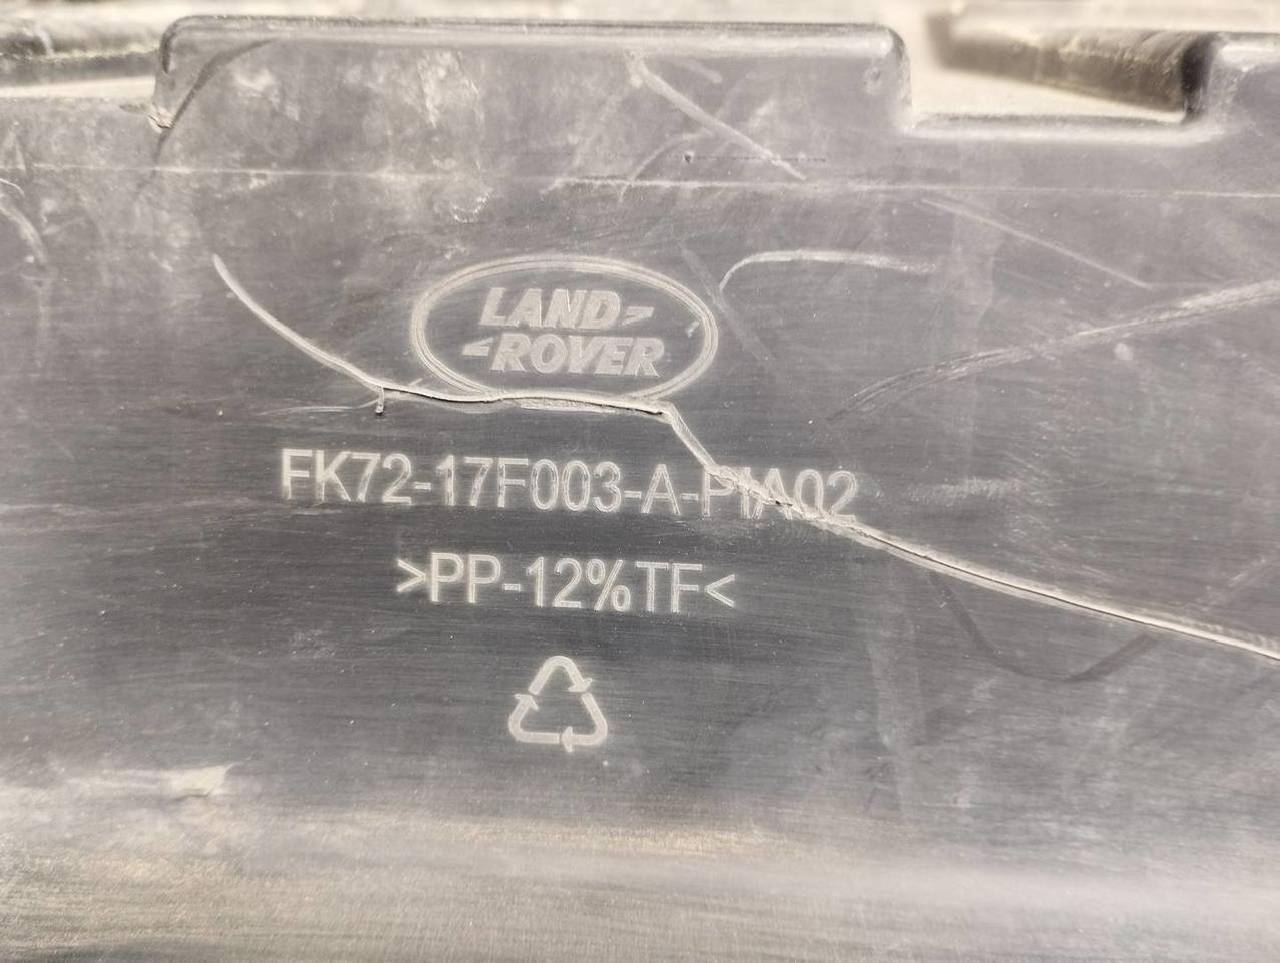 LAND
ROVER
FK72-17F003-A-PIA02
>PP-12%TF<